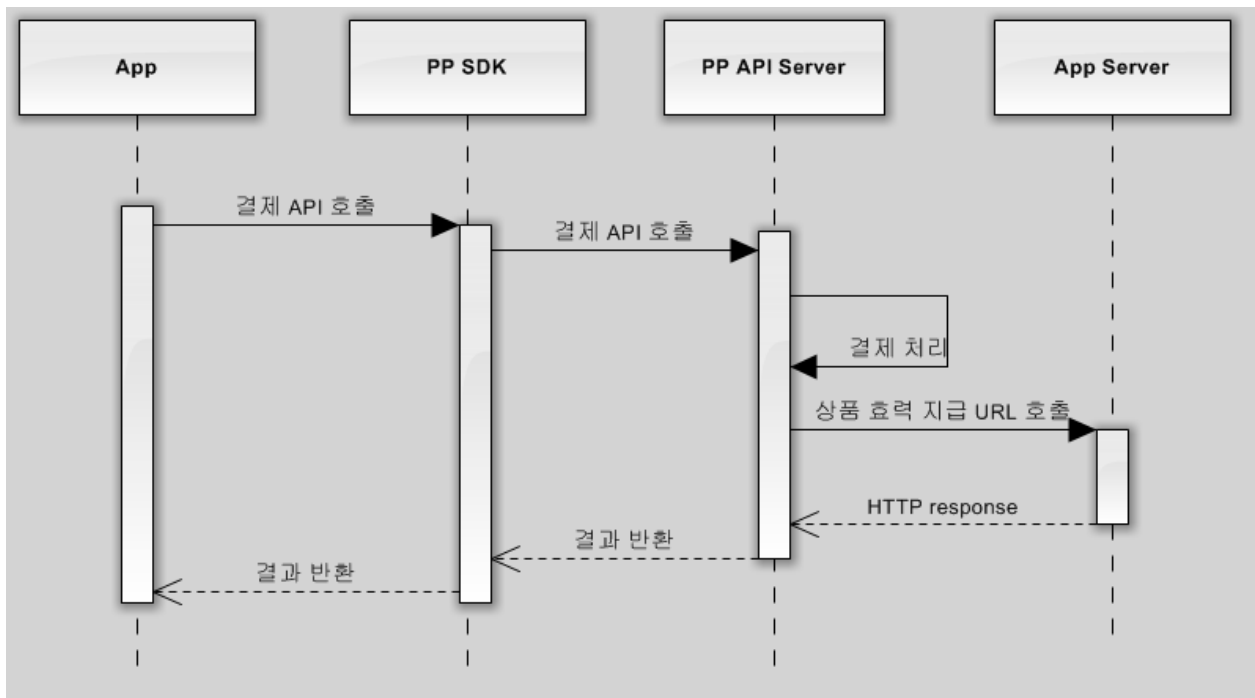 App
PP SDK
PP API Server
App Server
결제 API 호출
결제 API 호출
결제 처리
상품 효력 지급 URL 호출
HTTP response
결과 반환
결과 반환